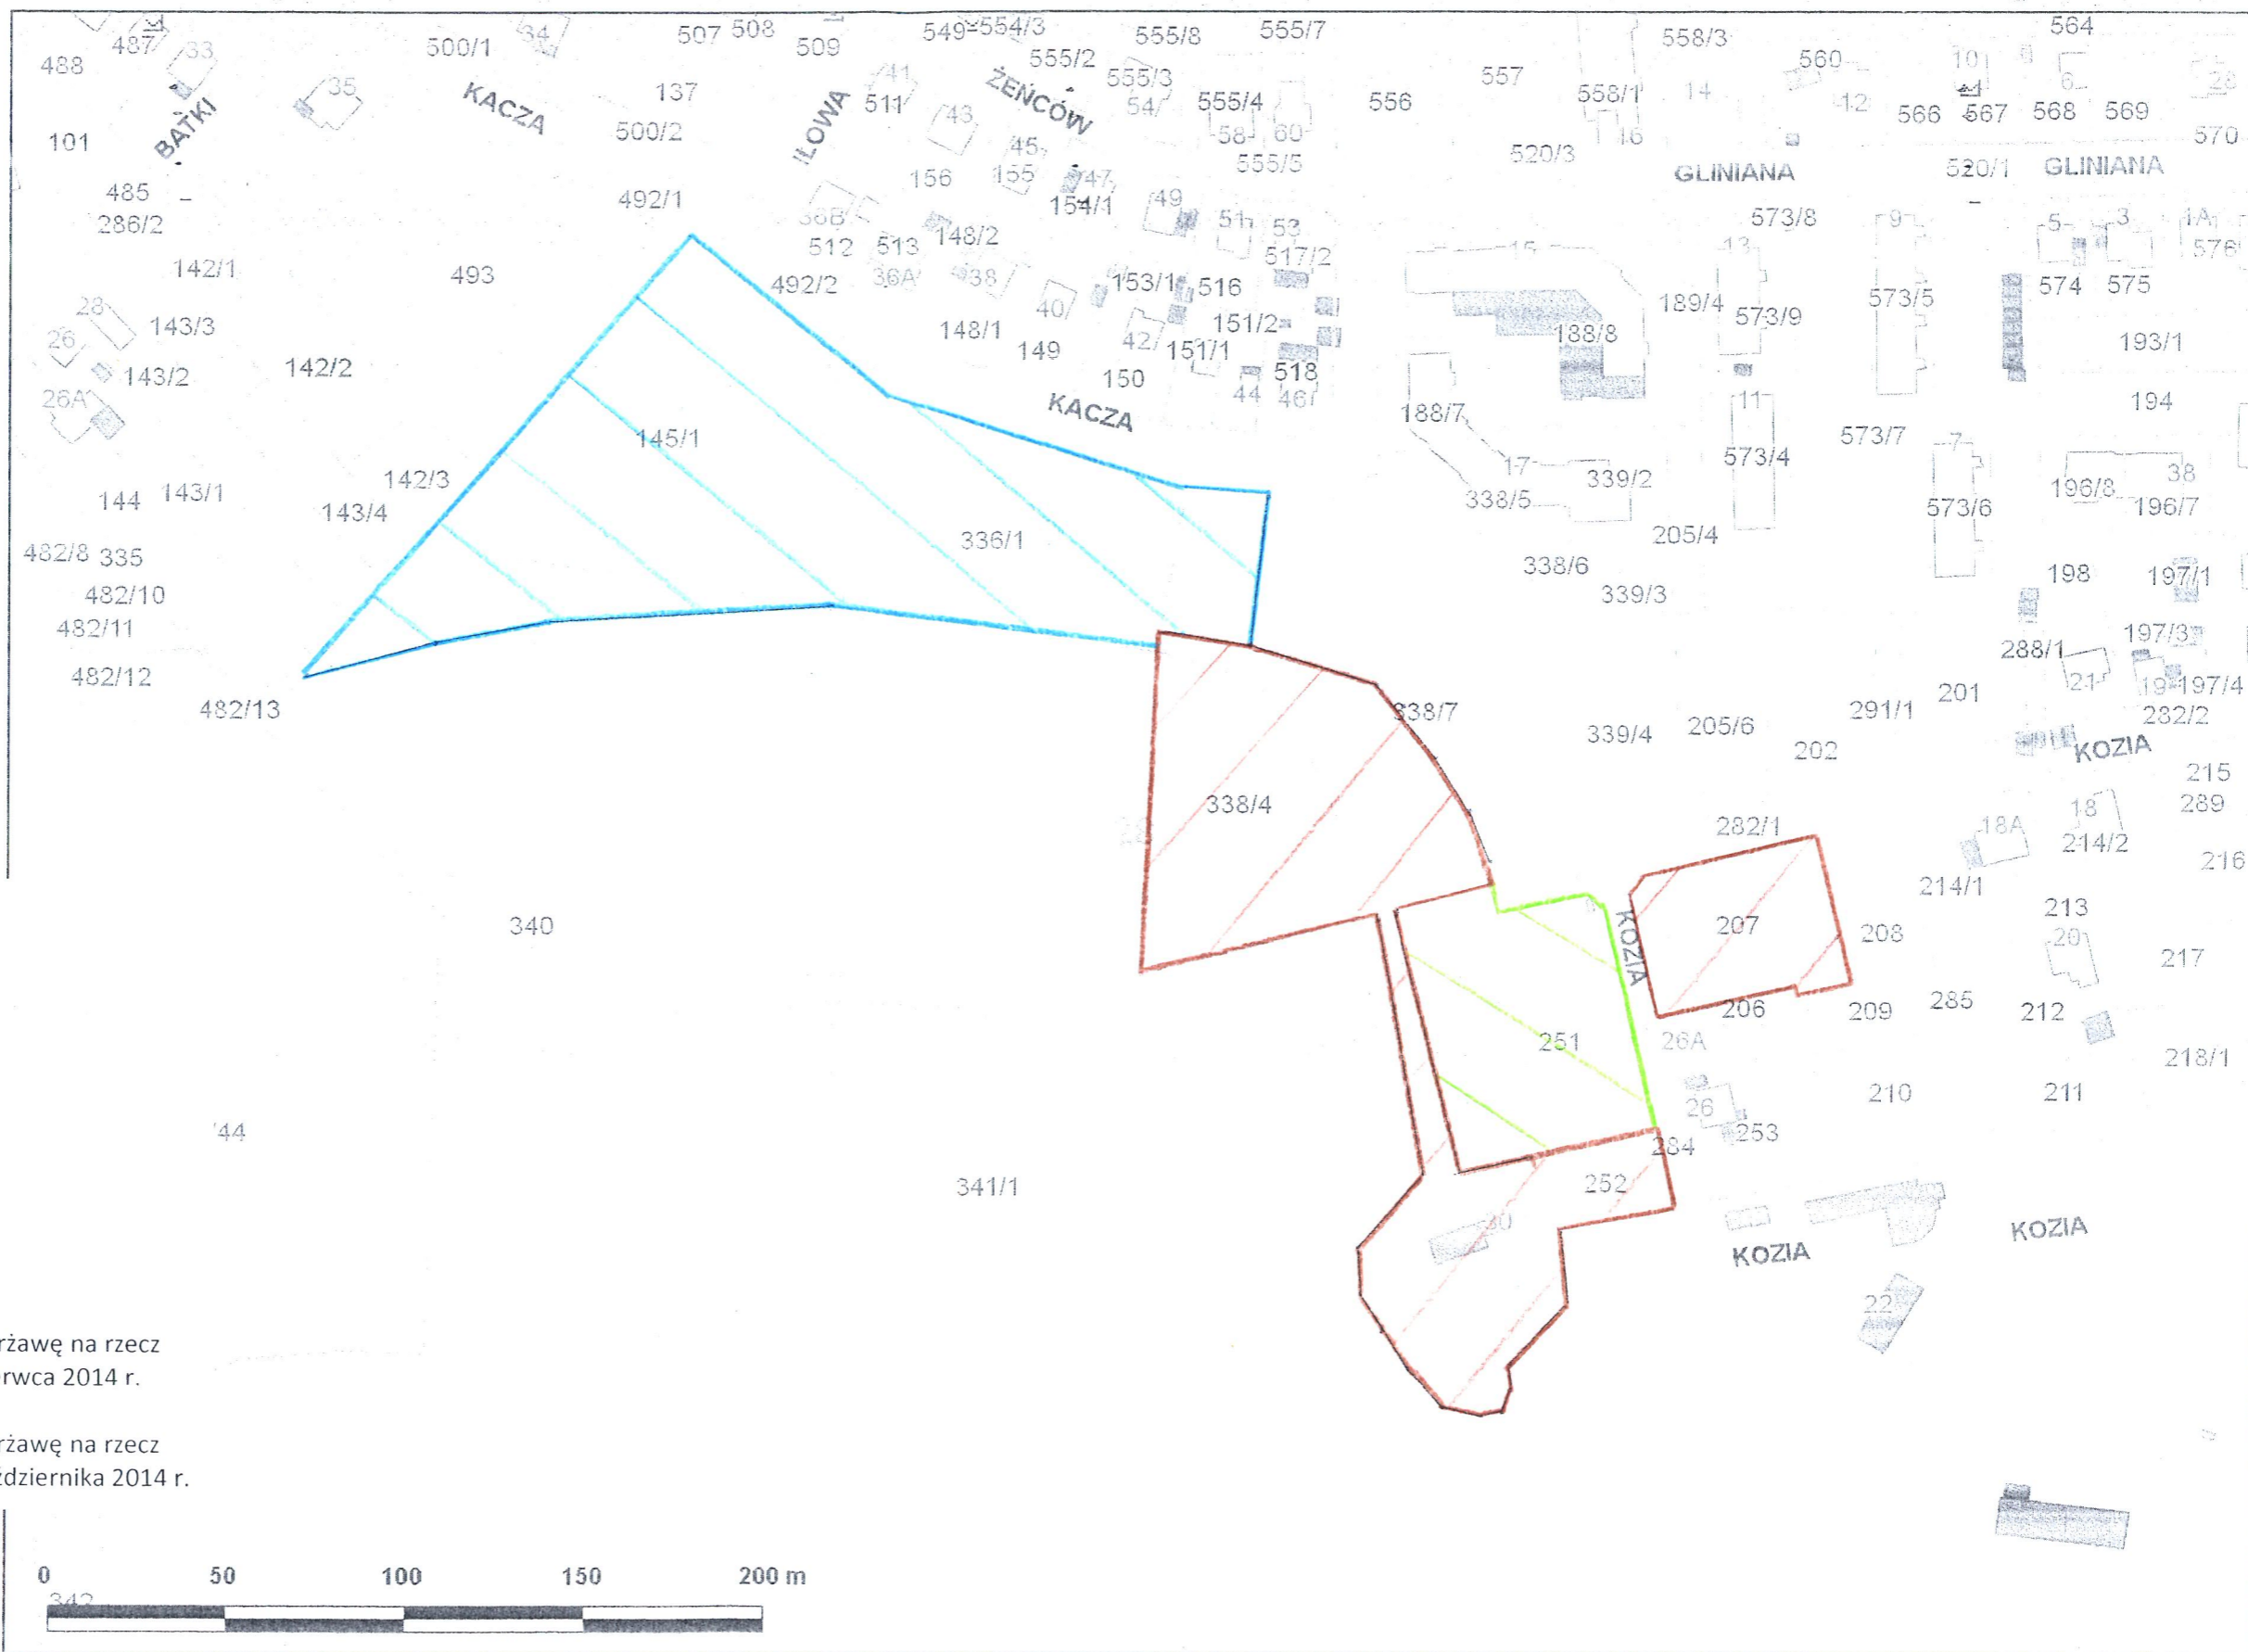 487 33 500/1 34 507 508 509 549 554/3 555/8 555/7 558/3 564
488 35 KACZA 137 41 555/2 555/3 557 560 10 6 28
BATKI 500/2 IŁOWA 511 43 ŻEŃCÓW 54 555/4 556 558/1 14 12 566 567 568 569
101 45 58 60 16 570
485 156 155 47 555/5 520/3 GLINIANA 520/1 GLINIANA
286/2 492/1 36B 154/1 49 51 53 573/8 9 5 3 1A
142/1 493 512 513 148/2 517/2 15 13 576
28 492/2 36A 38 153/1 516 189/4 573/5 574 575
26 143/3 148/1 40 151/2 188/8 573/9
143/2 142/2 149 42 151/1 193/1
26A 150 44 518 46 188/7 11 194
145/1 KACZA 573/7 7
144 143/1 142/3 17 339/2 573/4 196/8 38
143/4 338/5 573/6 196/7
482/8 335 336/1 338/6 205/4
482/10 339/3 198 197/1
482/11 288/1 197/3
482/12 21 19 197/4
482/13 338/7 339/4 205/6 291/1 201 282/2
202 KOZIA
338/4 215
282/1 18A 18 289
214/2 216
340 KOZIA 207 208 214/1 213
20 217
206 209 285 212
251 26A 218/1
26 210 211
'44 253
284
341/1 252
30 KOZIA KOZIA
22
rżawę na rzecz
rwca 2014 r.
rżawę na rzecz
ździernika 2014 r.
0 50 100 150 200 m
342